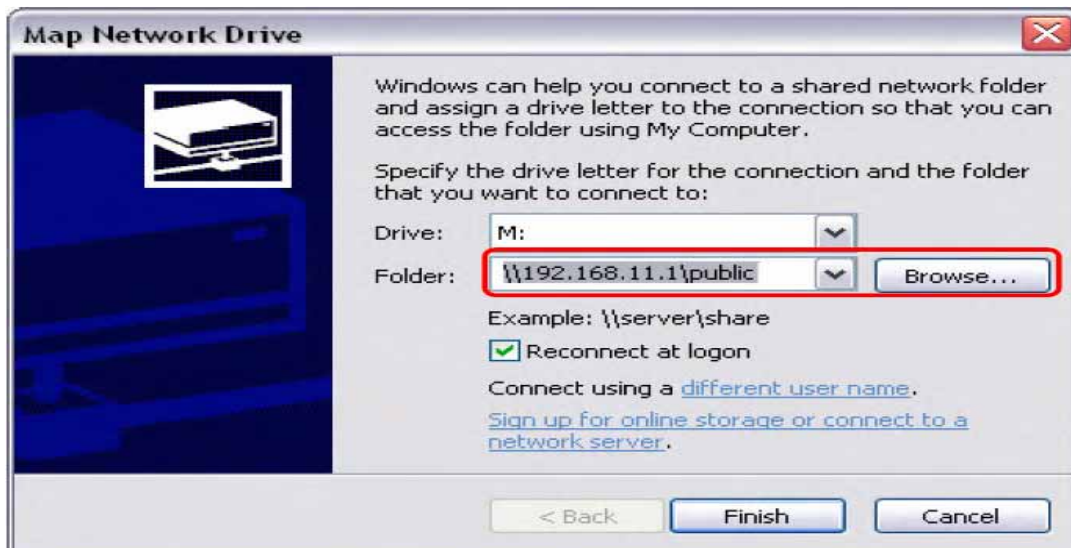 Map Network Drive
Windows can help you connect to a shared network folder
and assign a drive letter to the connection so that you can
access the folder using My Computer.
Specify the drive letter for the connection and the folder
that you want to connect to:
Drive: M:
Folder: \\192.168.11.1\public Browse...
Example: \\server\share
Reconnect at logon
Connect using a different user name.
Sign up for online storage or connect to a
network server.
< Back Finish Cancel